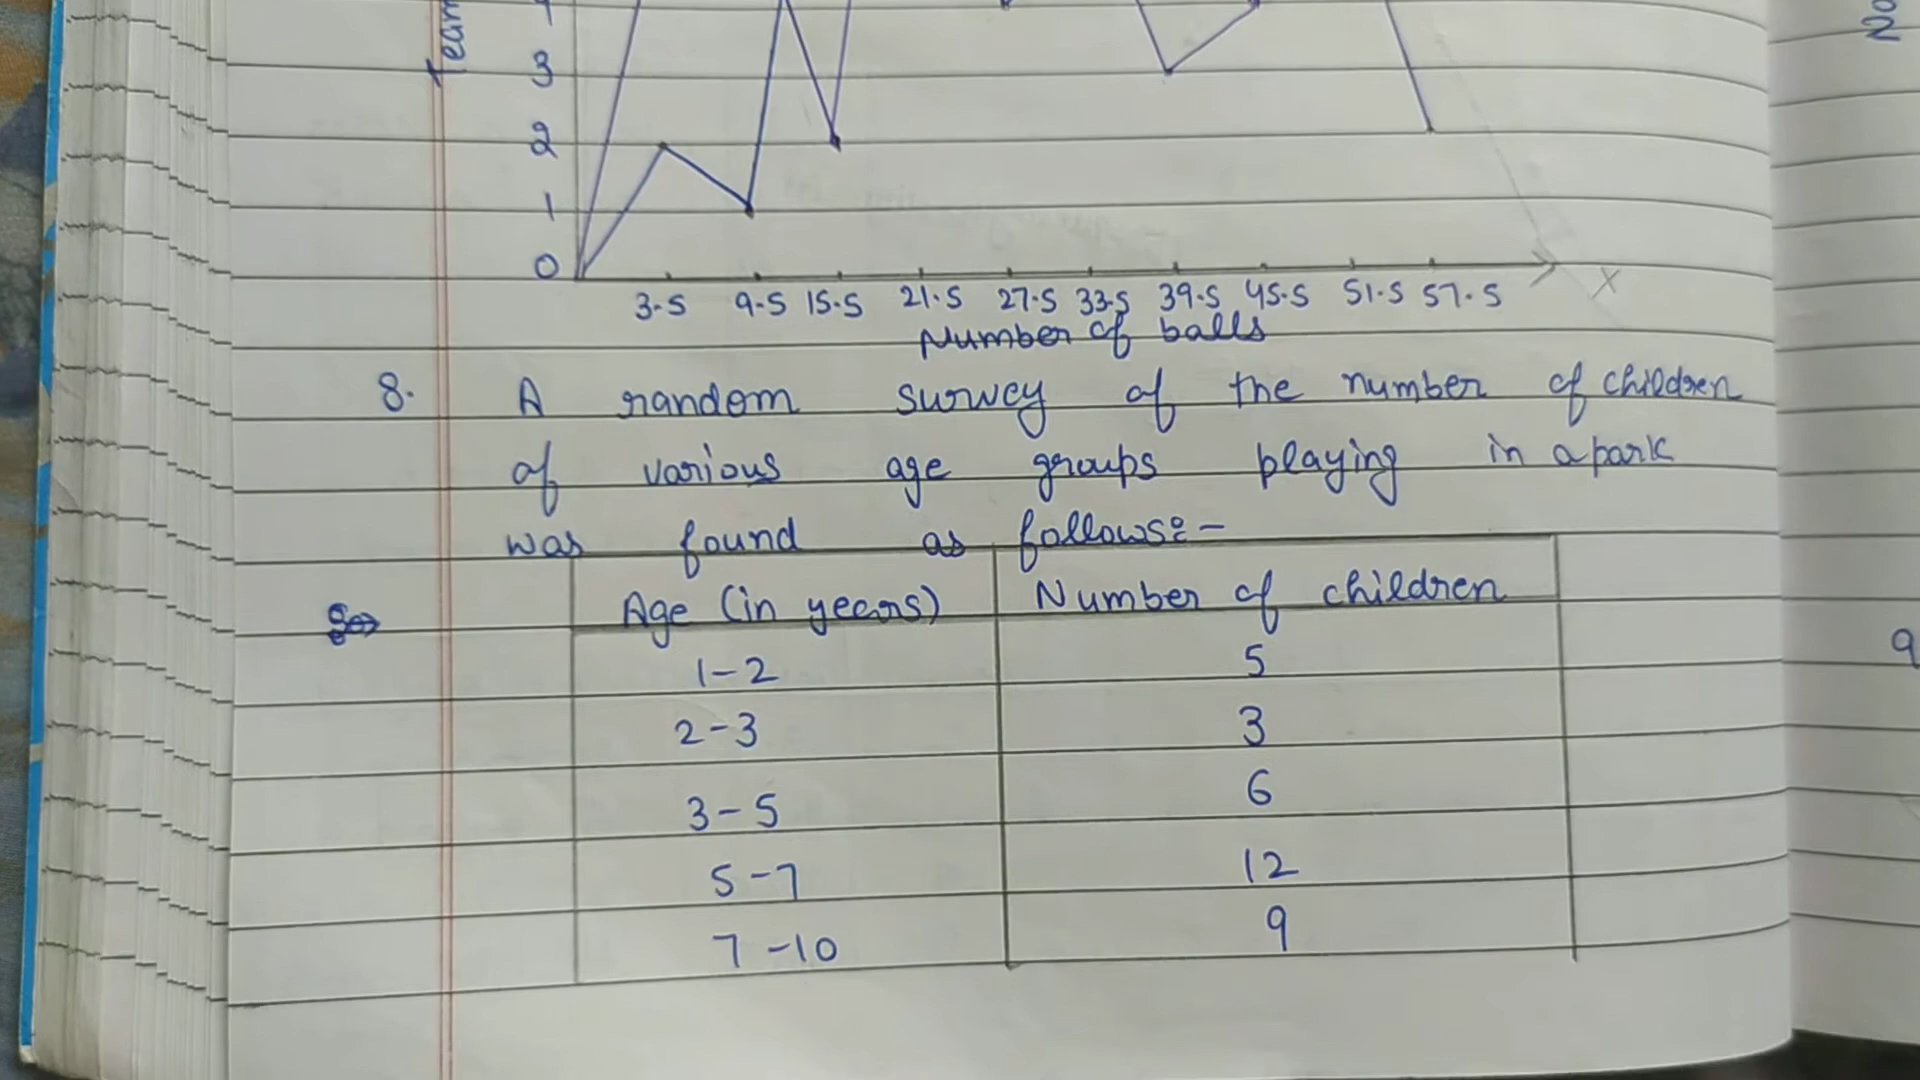 Team
3
2
1
0
3.5 9.5 15.5 21.5 27.5 33.5 39.5 45.5 51.5 57.5 X
Number of balls
8. A random survey of the number of children
of various age groups playing in a park
was found as follows:-
Age (in years) Number of children
1-2 5
2-3 3
3-5 6
5-7 12
7-10 9
No
9